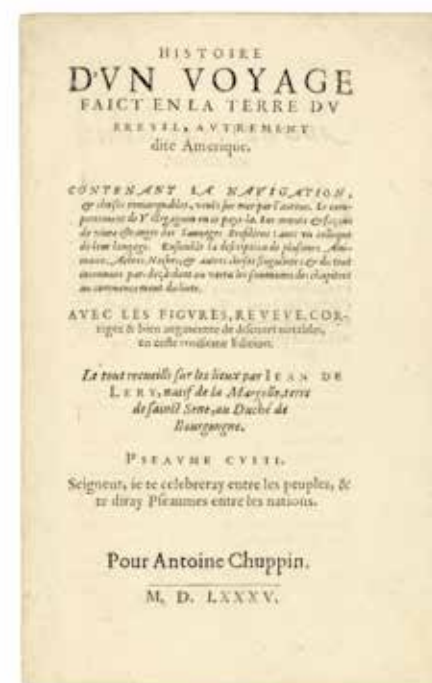 HISTOIRE
D'VN VOYAGE
FAICT EN LA TERRE DV
BRESIL, AVTREMENT
dite Amerique.
CONTENANT LA NAVIGATION,
& choses remarquables, veuës sur mer par l'auteur. Le com-
portement de Villegagnon en ce pays-la. Les meurs & façons
de viure estranges des Sauuages Bresiliens: auec vn colloque
de leur langage. Ensemble la description de plusieurs Ani-
maux, Arbres, Herbes, & autres choses singulieres, & du tout
inconnues par-deça: dont on verra les sommaires des chapitres
au commencement du liure.
AVEC LES FIGVRES, REVEVE, COR-
rigee & bien augmentee de discours notables,
en ceste troisieme Edition.
Le tout recueilli sur les lieux par IEAN DE
LERY, natif de la Margelle, terre
de sainct Sene, au Duché de
Bourgongne.
PSEAVME CVIII.
Seigneur, ie te celebreray entre les peuples, &
te diray Pseaumes entre les nations.
Pour Antoine Chuppin.
M. D. LXXXV.